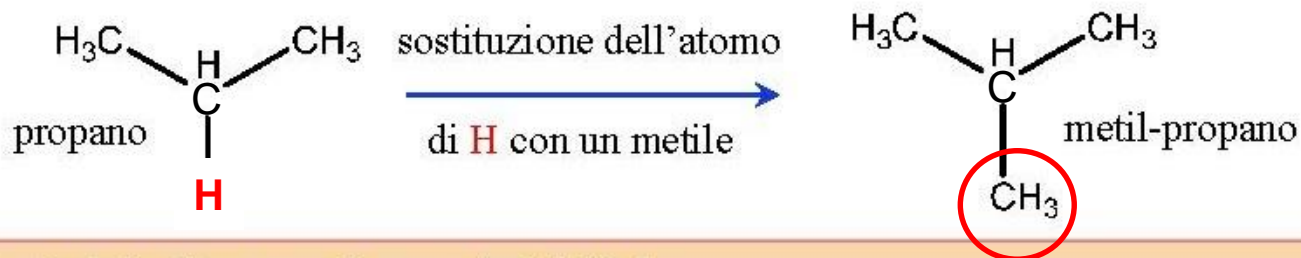 H₃C CH₃ sostituzione dell'atomo H₃C CH₃
H H
C C
propano di H con un metile metil-propano
H CH₃